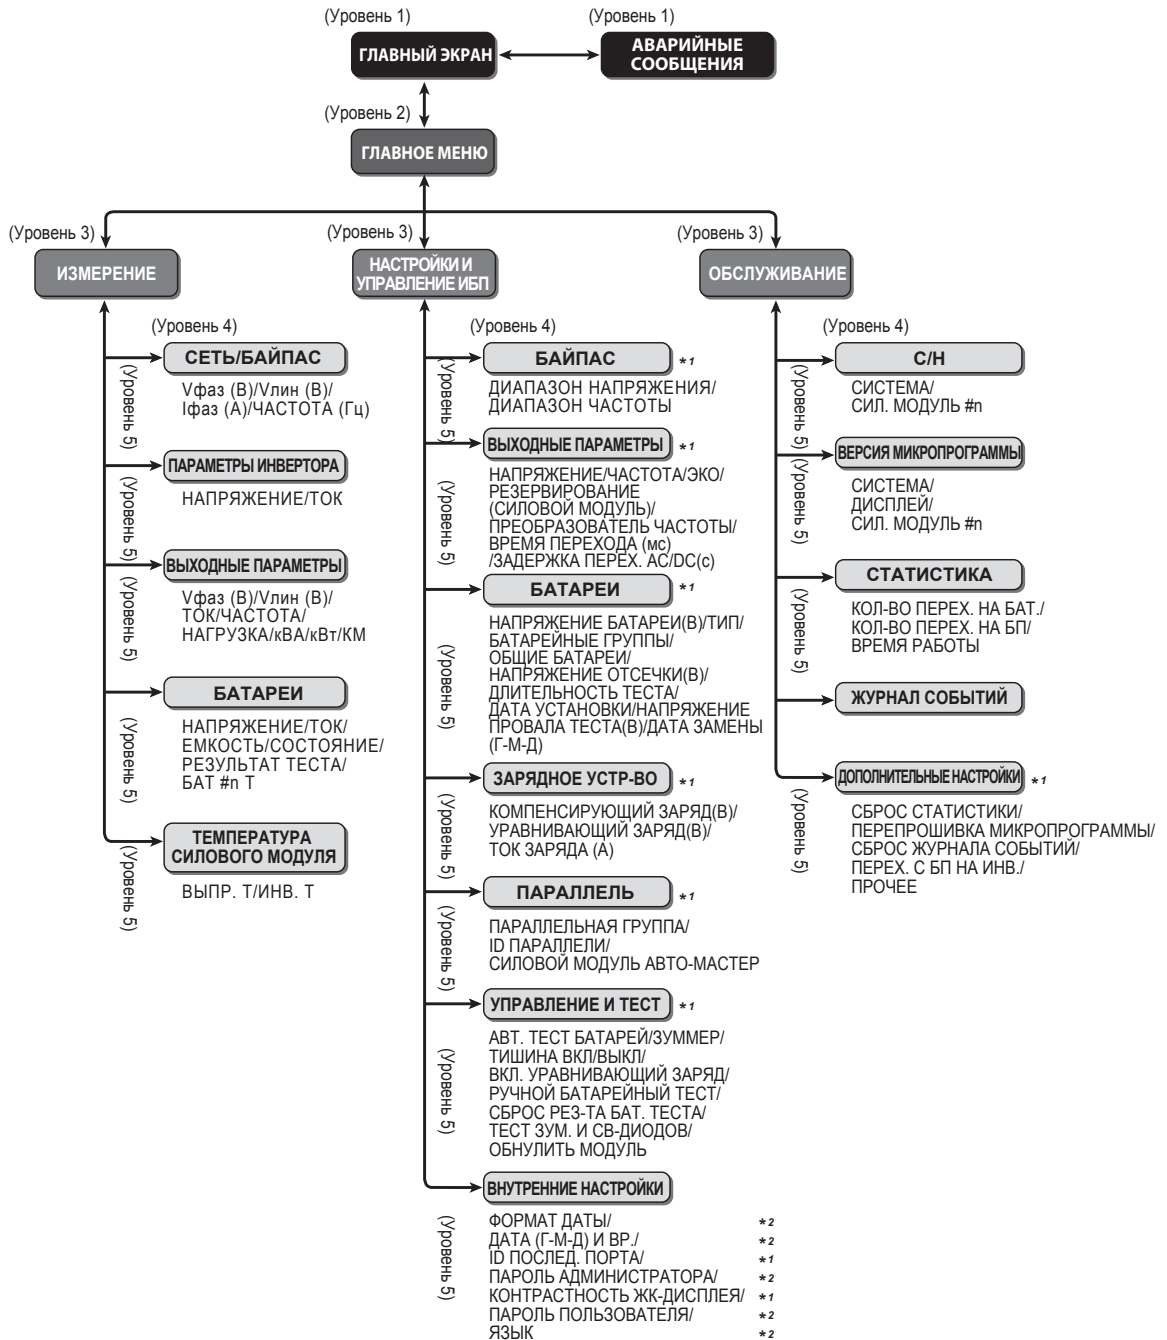 (Уровень 1)
(Уровень 1)
ГЛАВНЫЙ ЭКРАН
АВАРИЙНЫЕ
СООБЩЕНИЯ
(Уровень 2)
ГЛАВНОЕ МЕНЮ
(Уровень 3)
(Уровень 3)
(Уровень 3)
ИЗМЕРЕНИЕ
НАСТРОЙКИ И
УПРАВЛЕНИЕ ИБП
ОБСЛУЖИВАНИЕ
(Уровень 4)
СЕТЬ/БАЙПАС
(Уровень 5)
Vфаз (В)/Vлин (В)/
Iфаз (А)/ЧАСТОТА (Гц)
ПАРАМЕТРЫ ИНВЕРТОРА
(Уровень 5)
НАПРЯЖЕНИЕ/ТОК
ВЫХОДНЫЕ ПАРАМЕТРЫ
(Уровень 5)
Vфаз (В)/Vлин (В)/
ТОК/ЧАСТОТА/
НАГРУЗКА/кВА/кВт/КМ
БАТАРЕИ
(Уровень 5)
НАПРЯЖЕНИЕ/ТОК/
ЕМКОСТЬ/СОСТОЯНИЕ/
РЕЗУЛЬТАТ ТЕСТА/
БАТ #n T
ТЕМПЕРАТУРА
СИЛОВОГО МОДУЛЯ
(Уровень 5)
ВЫПР. Т/ИНВ. Т
(Уровень 4)
БАЙПАС *1
(Уровень 5)
ДИАПАЗОН НАПРЯЖЕНИЯ/
ДИАПАЗОН ЧАСТОТЫ
ВЫХОДНЫЕ ПАРАМЕТРЫ *1
(Уровень 5)
НАПРЯЖЕНИЕ/ЧАСТОТА/ЭКО/
РЕЗЕРВИРОВАНИЕ
(СИЛОВОЙ МОДУЛЬ)/
ПРЕОБРАЗОВАТЕЛЬ ЧАСТОТЫ/
ВРЕМЯ ПЕРЕХОДА (мс)
/ЗАДЕРЖКА ПЕРЕХ. AC/DC(с)
БАТАРЕИ *1
(Уровень 5)
НАПРЯЖЕНИЕ БАТАРЕИ(В)/ТИП/
БАТАРЕЙНЫЕ ГРУППЫ/
ОБЩИЕ БАТАРЕИ/
НАПРЯЖЕНИЕ ОТСЕЧКИ(В)/
ДЛИТЕЛЬНОСТЬ ТЕСТА/
ДАТА УСТАНОВКИ/НАПРЯЖЕНИЕ
ПРОВАЛА ТЕСТА(В)/ДАТА ЗАМЕНЫ
(Г-М-Д)
ЗАРЯДНОЕ УСТР-ВО *1
(Уровень 5)
КОМПЕНСИРУЮЩИЙ ЗАРЯД(В)/
УРАВНИВАЮЩИЙ ЗАРЯД(В)/
ТОК ЗАРЯДА (А)
ПАРАЛЛЕЛЬ *1
(Уровень 5)
ПАРАЛЛЕЛЬНАЯ ГРУППА/
ID ПАРАЛЛЕЛИ/
СИЛОВОЙ МОДУЛЬ АВТО-МАСТЕР
УПРАВЛЕНИЕ И ТЕСТ *1
(Уровень 5)
АВТ. ТЕСТ БАТАРЕЙ/ЗУММЕР/
ТИШИНА ВКЛ/ВЫКЛ/
ВКЛ. УРАВНИВАЮЩИЙ ЗАРЯД/
РУЧНОЙ БАТАРЕЙНЫЙ ТЕСТ/
СБРОС РЕЗ-ТА БАТ. ТЕСТА/
ТЕСТ ЗУМ. И СВ-ДИОДОВ/
ОБНУЛИТЬ МОДУЛЬ
ВНУТРЕННИЕ НАСТРОЙКИ
(Уровень 5)
ФОРМАТ ДАТЫ/ *2
ДАТА (Г-М-Д) И ВР./ *2
ID ПОСЛЕД. ПОРТА/ *1
ПАРОЛЬ АДМИНИСТРАТОРА/ *2
КОНТРАСТНОСТЬ ЖК-ДИСПЛЕЯ/ *1
ПАРОЛЬ ПОЛЬЗОВАТЕЛЯ/ *2
ЯЗЫК *2
(Уровень 4)
С/Н
(Уровень 5)
СИСТЕМА/
СИЛ. МОДУЛЬ #n
ВЕРСИЯ МИКРОПРОГРАММЫ
(Уровень 5)
СИСТЕМА/
ДИСПЛЕЙ/
СИЛ. МОДУЛЬ #n
СТАТИСТИКА
(Уровень 5)
КОЛ-ВО ПЕРЕХ. НА БАТ./
КОЛ-ВО ПЕРЕХ. НА БП/
ВРЕМЯ РАБОТЫ
ЖУРНАЛ СОБЫТИЙ
ДОПОЛНИТЕЛЬНЫЕ НАСТРОЙКИ *1
(Уровень 5)
СБРОС СТАТИСТИКИ/
ПЕРЕПРОШИВКА МИКРОПРОГРАММЫ/
СБРОС ЖУРНАЛА СОБЫТИЙ/
ПЕРЕХ. С БП НА ИНВ./
ПРОЧЕЕ